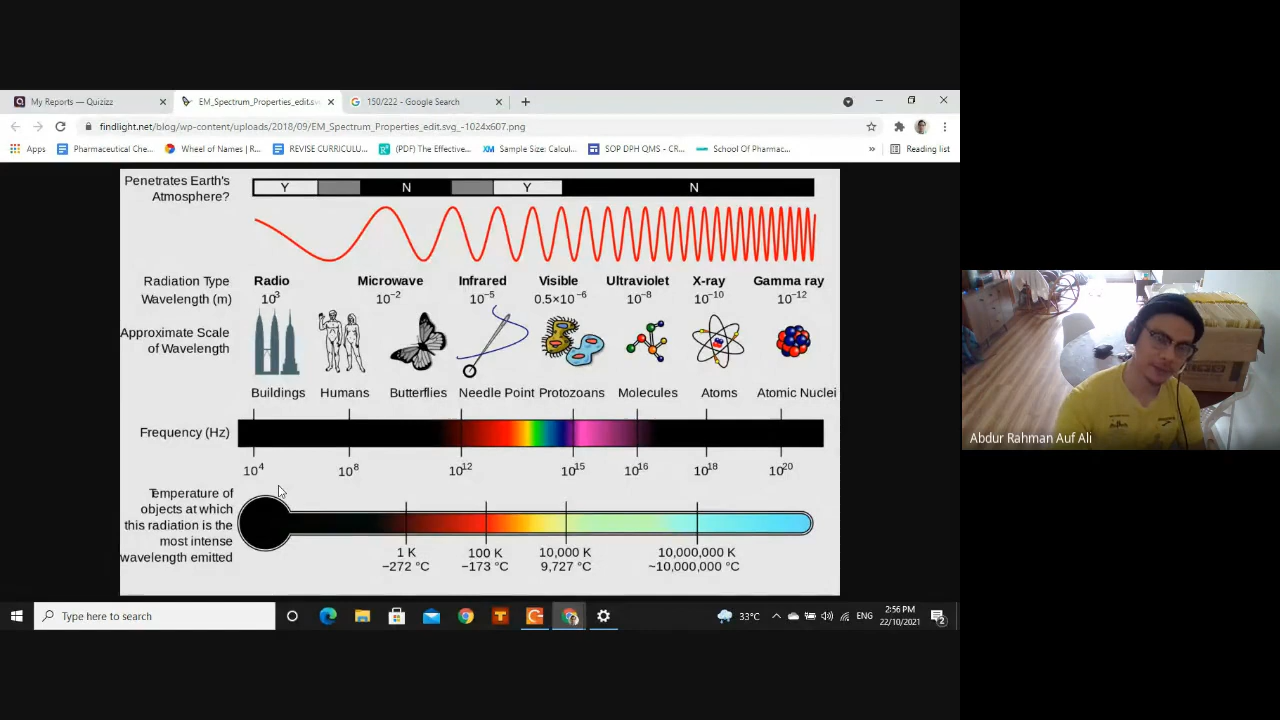 My Reports — Quizizz
EM_Spectrum_Properties_edit.sv
150/222 - Google Search
findlight.net/blog/wp-content/uploads/2018/09/EM_Spectrum_Properties_edit.svg_-1024x607.png
Apps Pharmaceutical Che... Wheel of Names | R... REVISE CURRICULU... (PDF) The Effective... XM Sample Size: Calcul... SOP DPH QMS - CR... School Of Pharmac... » Reading list
Penetrates Earth's
Atmosphere?
Y N Y N
Radiation Type Radio Microwave Infrared Visible Ultraviolet X-ray Gamma ray
Wavelength (m) 10³ 10⁻² 10⁻⁵ 0.5×10⁻⁶ 10⁻⁸ 10⁻¹⁰ 10⁻¹²
Approximate Scale
of Wavelength
Buildings Humans Butterflies Needle Point Protozoans Molecules Atoms Atomic Nuclei
Frequency (Hz)
10⁴ 10⁸ 10¹² 10¹⁵ 10¹⁶ 10¹⁸ 10²⁰
Temperature of
objects at which
this radiation is the
most intense
wavelength emitted
1 K 100 K 10,000 K 10,000,000 K
−272 °C −173 °C 9,727 °C ~10,000,000 °C
Abdur Rahman Auf Ali
Type here to search
33°C
ENG
2:56 PM
22/10/2021
2